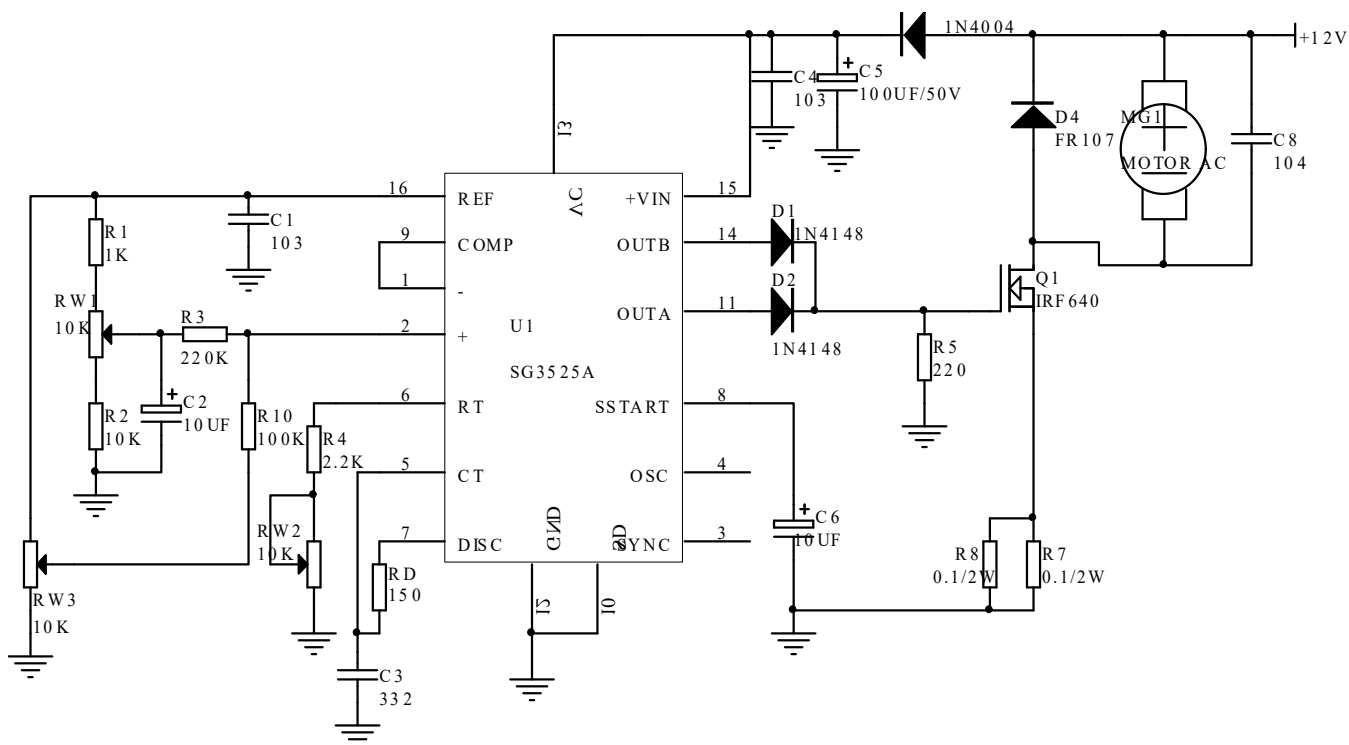 1N4004
+12V
C4
103
C5
100UF/50V
D4
FR107
MG1
MOTOR AC
C8
104
13
VC
16
REF
+VIN
15
R1
1K
C1
103
9
COMP
OUTB
14
D1
1N4148
1
-
D2
Q1
IRF640
RW1
10K
R3
220K
2
+
U1
SG3525A
OUTA
11
1N4148
R5
220
C2
10UF
R2
10K
R10
100K
6
RT
SSTART
8
R4
2.2K
5
CT
OSC
4
RW2
10K
7
DISC
GND
SD
SYNC
3
C6
10UF
R8
0.1/2W
R7
0.1/2W
RD
150
RW3
10K
12
10
C3
332